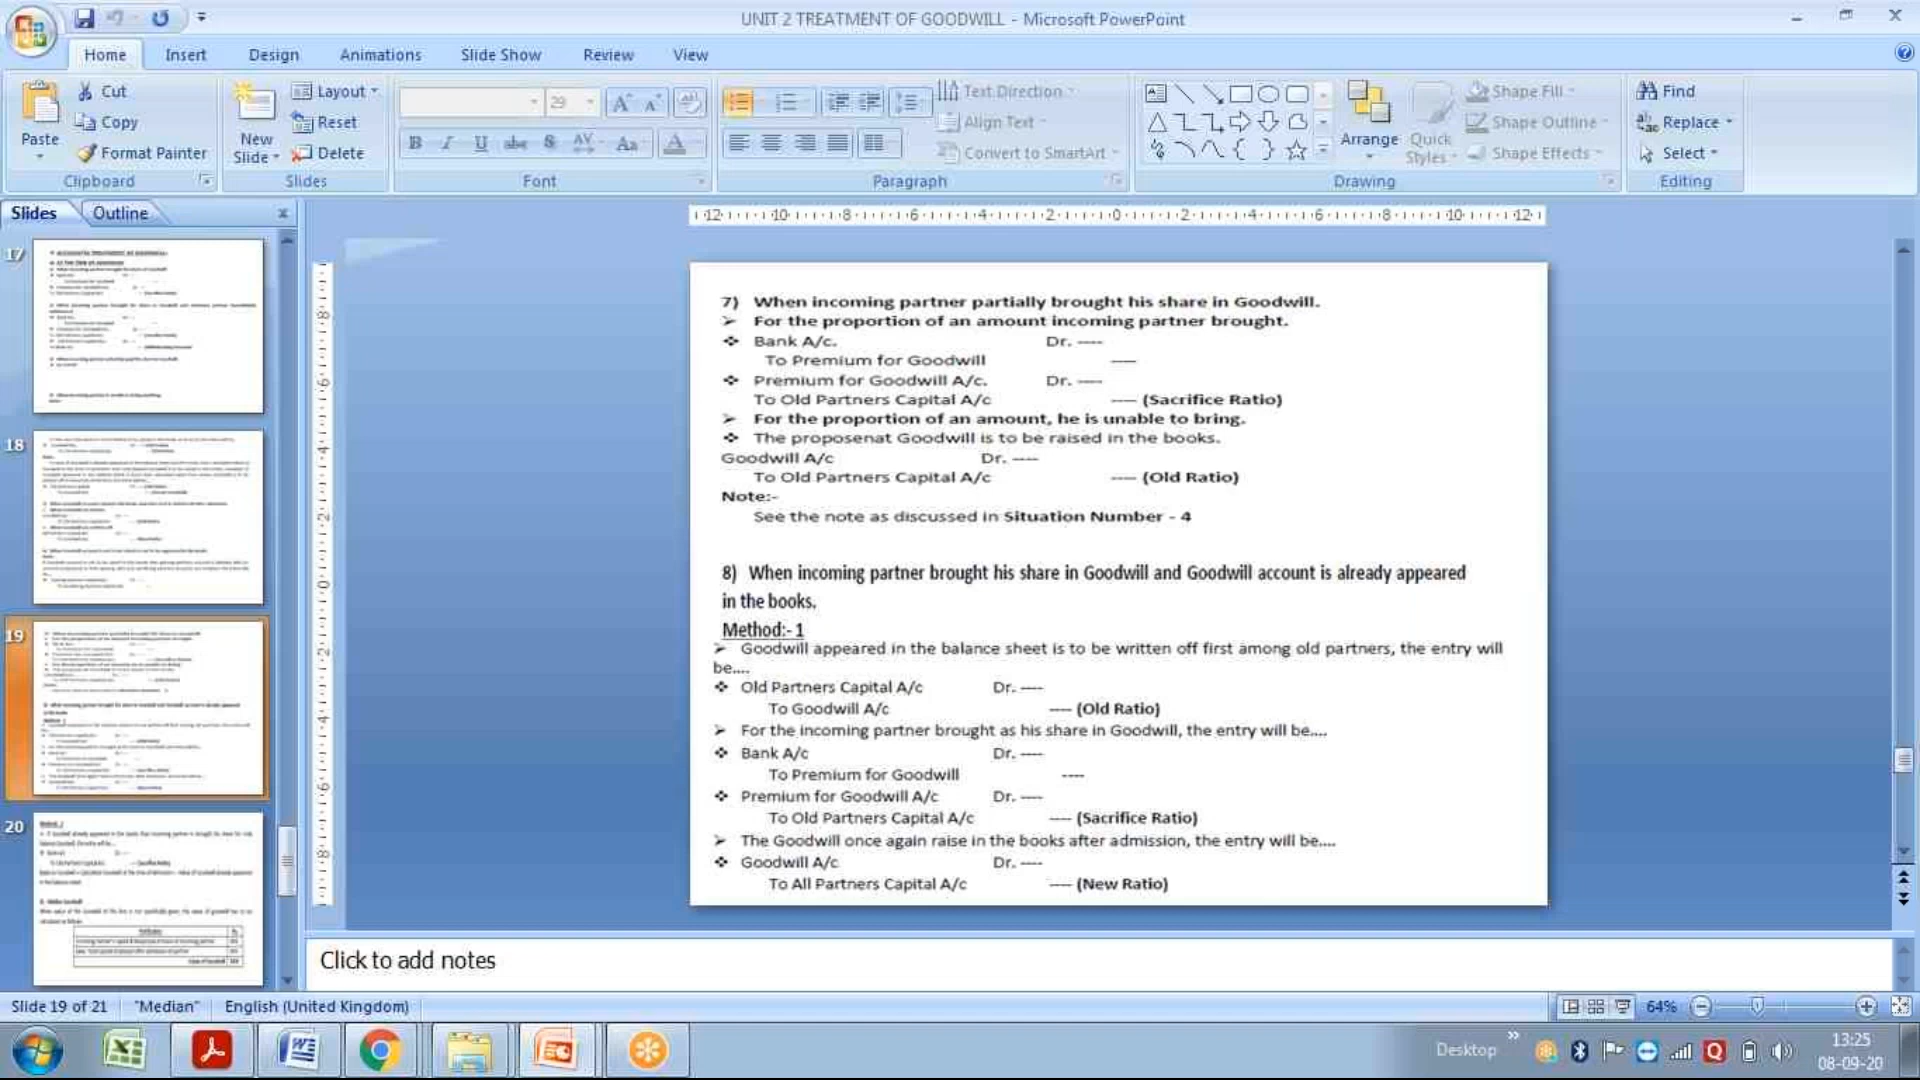 UNIT 2 TREATMENT OF GOODWILL - Microsoft PowerPoint
Home Insert Design Animations Slide Show Review View
Paste
Cut
Copy
Format Painter
Clipboard
New Slide
Layout
Reset
Delete
Slides
29
Font
Text Direction
Align Text
Convert to SmartArt
Paragraph
Arrange
Quick Styles
Shape Fill
Shape Outline
Shape Effects
Drawing
Find
Replace
Select
Editing
Slides Outline
17
18
19
20
7) When incoming partner partially brought his share in Goodwill.
➢ For the proportion of an amount incoming partner brought.
❖ Bank A/c. Dr. ----
To Premium for Goodwill ----
❖ Premium for Goodwill A/c. Dr. ----
To Old Partners Capital A/c ---- (Sacrifice Ratio)
➢ For the proportion of an amount, he is unable to bring.
❖ The proposenat Goodwill is to be raised in the books.
Goodwill A/c Dr. ----
To Old Partners Capital A/c ---- (Old Ratio)
Note:-
See the note as discussed in Situation Number - 4
8) When incoming partner brought his share in Goodwill and Goodwill account is already appeared
in the books.
Method:- 1
➢ Goodwill appeared in the balance sheet is to be written off first among old partners, the entry will
be....
❖ Old Partners Capital A/c Dr. ----
To Goodwill A/c ---- (Old Ratio)
➢ For the incoming partner brought as his share in Goodwill, the entry will be....
❖ Bank A/c Dr. ----
To Premium for Goodwill ----
❖ Premium for Goodwill A/c Dr. ----
To Old Partners Capital A/c ---- (Sacrifice Ratio)
➢ The Goodwill once again raise in the books after admission, the entry will be....
❖ Goodwill A/c Dr. ----
To All Partners Capital A/c ---- (New Ratio)
Click to add notes
Slide 19 of 21 "Median" English (United Kingdom) 64%
Desktop
13:25
08-09-20